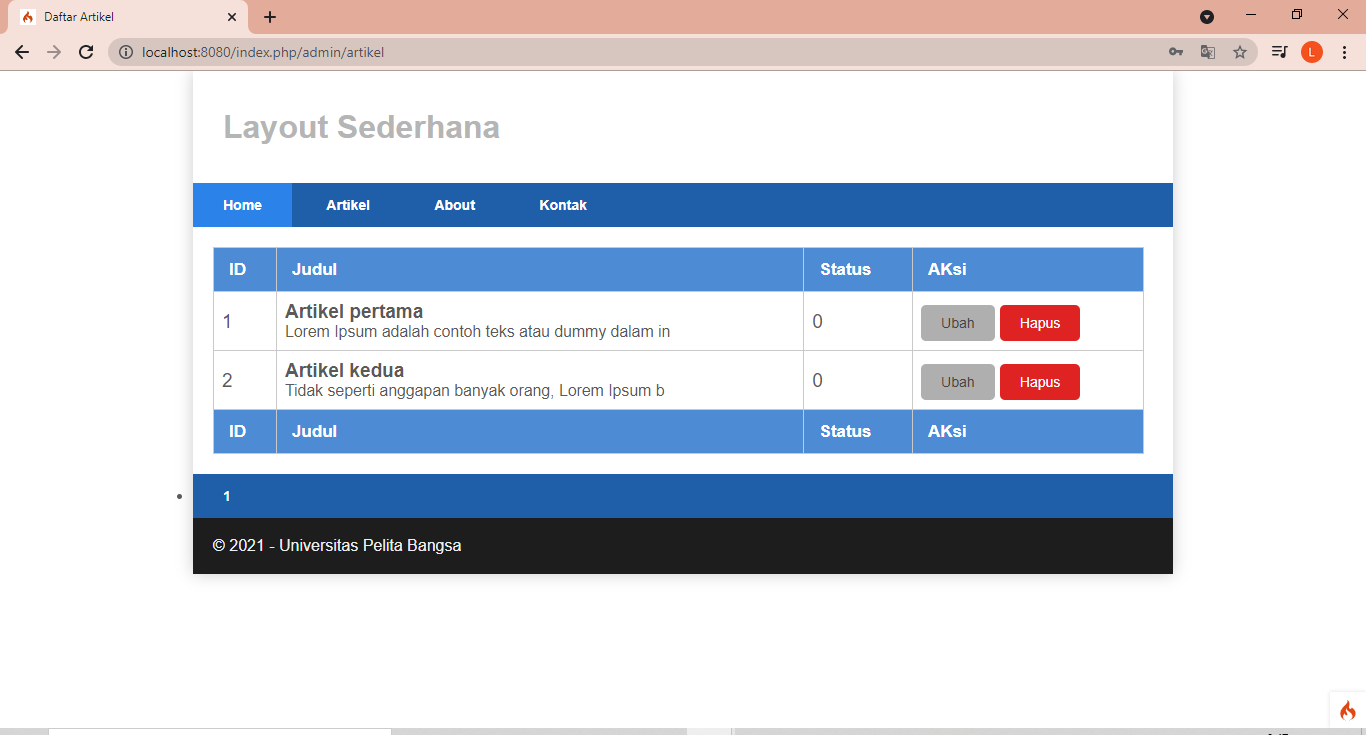 Daftar Artikel
localhost:8080/index.php/admin/artikel
L
Layout Sederhana
Home Artikel About Kontak
ID Judul Status AKsi
1 Artikel pertama 0 Ubah Hapus
Lorem Ipsum adalah contoh teks atau dummy dalam in
2 Artikel kedua 0 Ubah Hapus
Tidak seperti anggapan banyak orang, Lorem Ipsum b
ID Judul Status AKsi
1
© 2021 - Universitas Pelita Bangsa